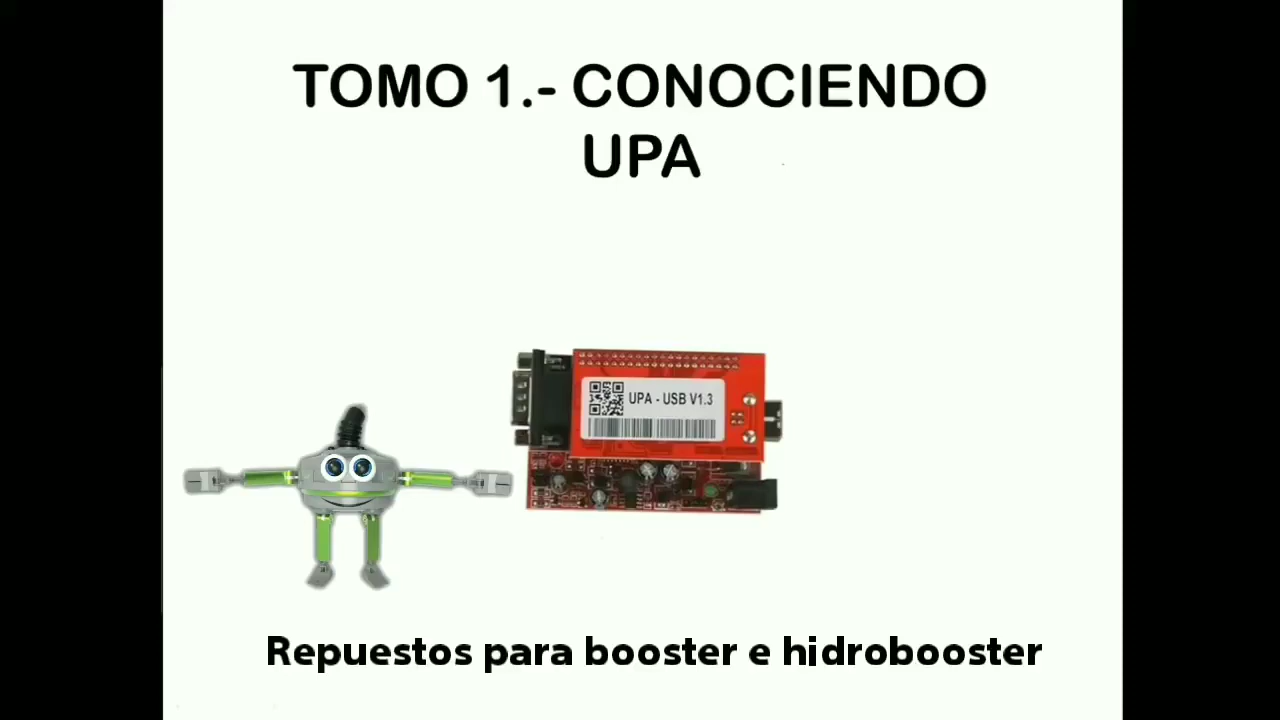 TOMO 1.- CONOCIENDO
UPA
UPA - USB V1.3
Repuestos para booster e hidrobooster